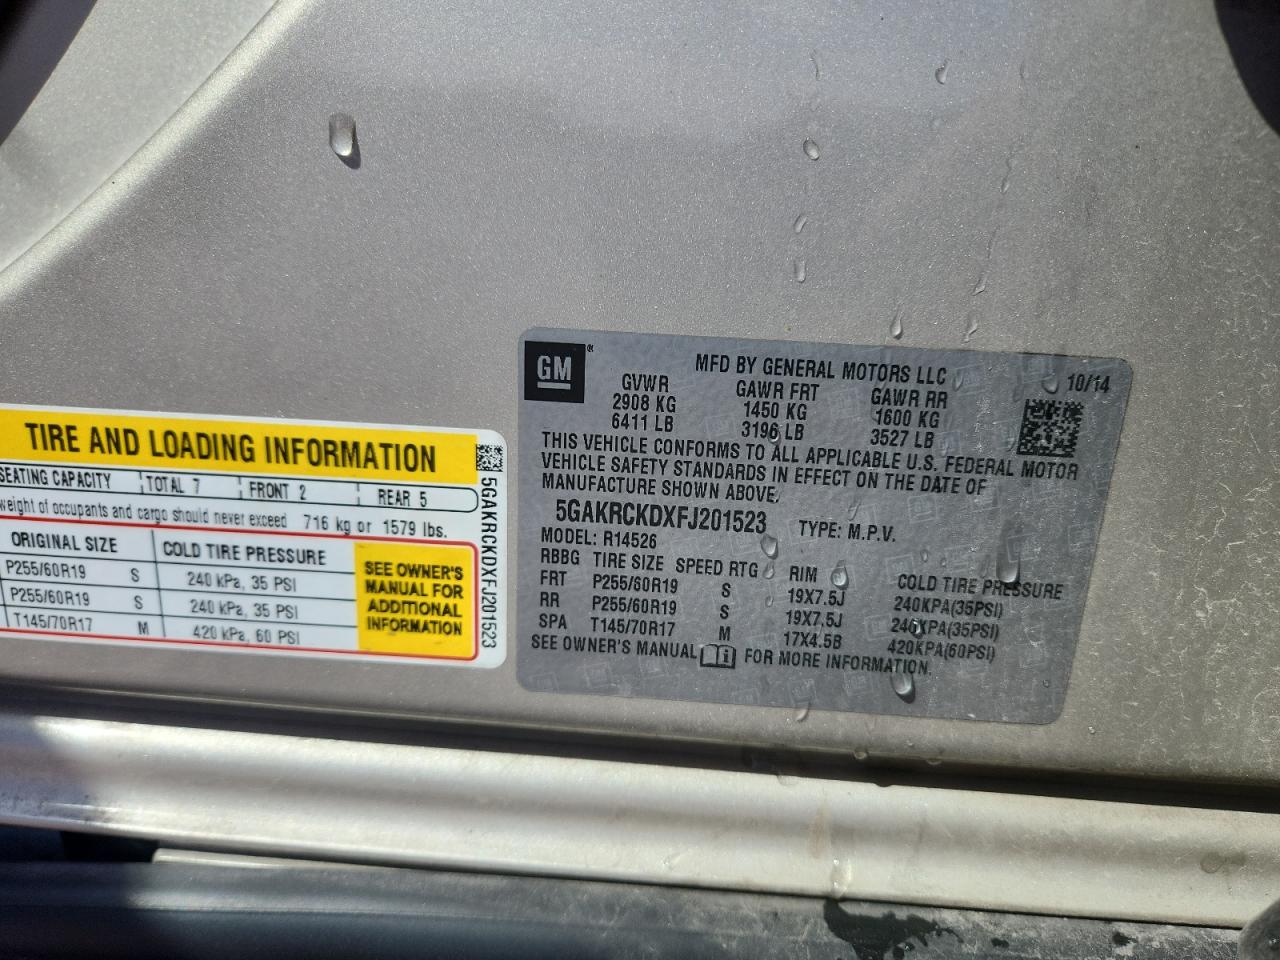 TIRE AND LOADING INFORMATION
SEATING CAPACITY TOTAL 7 FRONT 2 REAR 5
weight of occupants and cargo should never exceed 716 kg or 1579 lbs.
ORIGINAL SIZE COLD TIRE PRESSURE
P255/60R19 S 240 kPa, 35 PSI
P255/60R19 S 240 kPa, 35 PSI
T145/70R17 M 420 kPa, 60 PSI
SEE OWNER'S
MANUAL FOR
ADDITIONAL
INFORMATION
5GAKRCKDXFJ201523
GM®
MFD BY GENERAL MOTORS LLC
10/14
GVWR GAWR FRT GAWR RR
2908 KG 1450 KG 1600 KG
6411 LB 3196 LB 3527 LB
THIS VEHICLE CONFORMS TO ALL APPLICABLE U.S. FEDERAL MOTOR
VEHICLE SAFETY STANDARDS IN EFFECT ON THE DATE OF
MANUFACTURE SHOWN ABOVE.
5GAKRCKDXFJ201523 TYPE: M.P.V.
MODEL: R14526
RBBG TIRE SIZE SPEED RTG RIM COLD TIRE PRESSURE
FRT P255/60R19 S 19X7.5J 240KPA(35PSI)
RR P255/60R19 S 19X7.5J 240KPA(35PSI)
SPA T145/70R17 M 17X4.5B 420KPA(60PSI)
SEE OWNER'S MANUAL i FOR MORE INFORMATION.